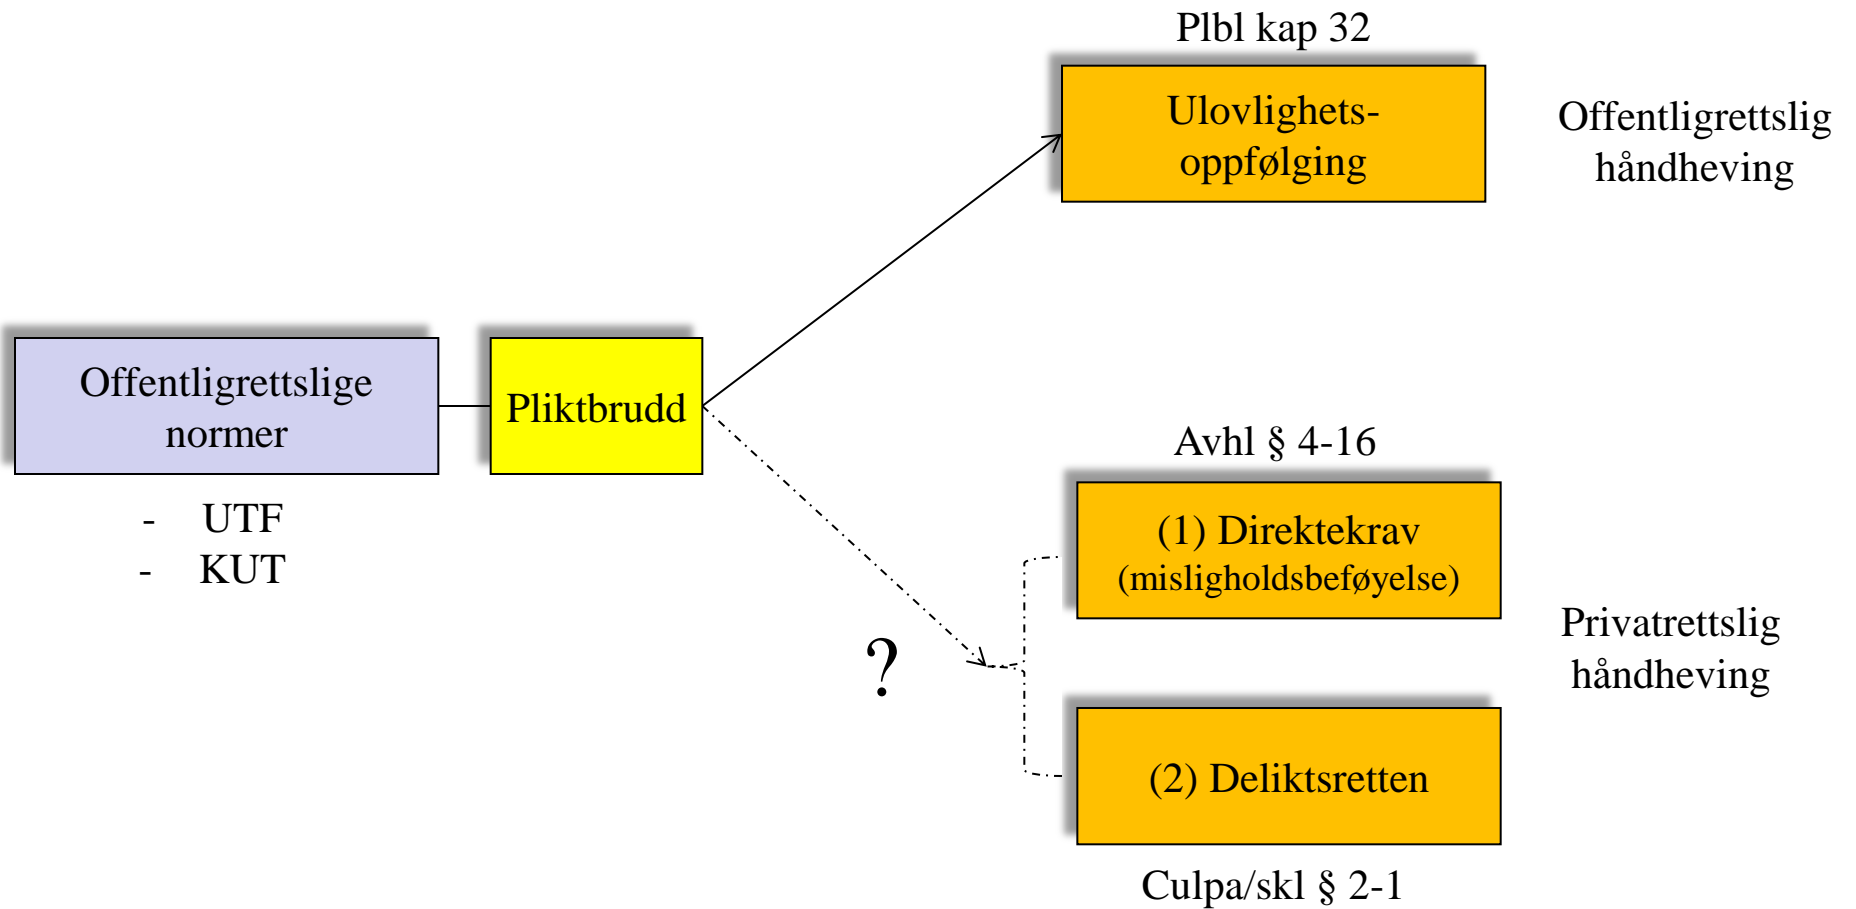 Plbl kap 32
Ulovlighets-
oppfølging
Offentligrettslig
håndheving
Offentligrettslige
normer
Pliktbrudd
- UTF
- KUT
?
Avhl § 4-16
(1) Direktekrav
(misligholdsbeføyelse)
Privatrettslig
håndheving
(2) Deliktsretten
Culpa/skl § 2-1